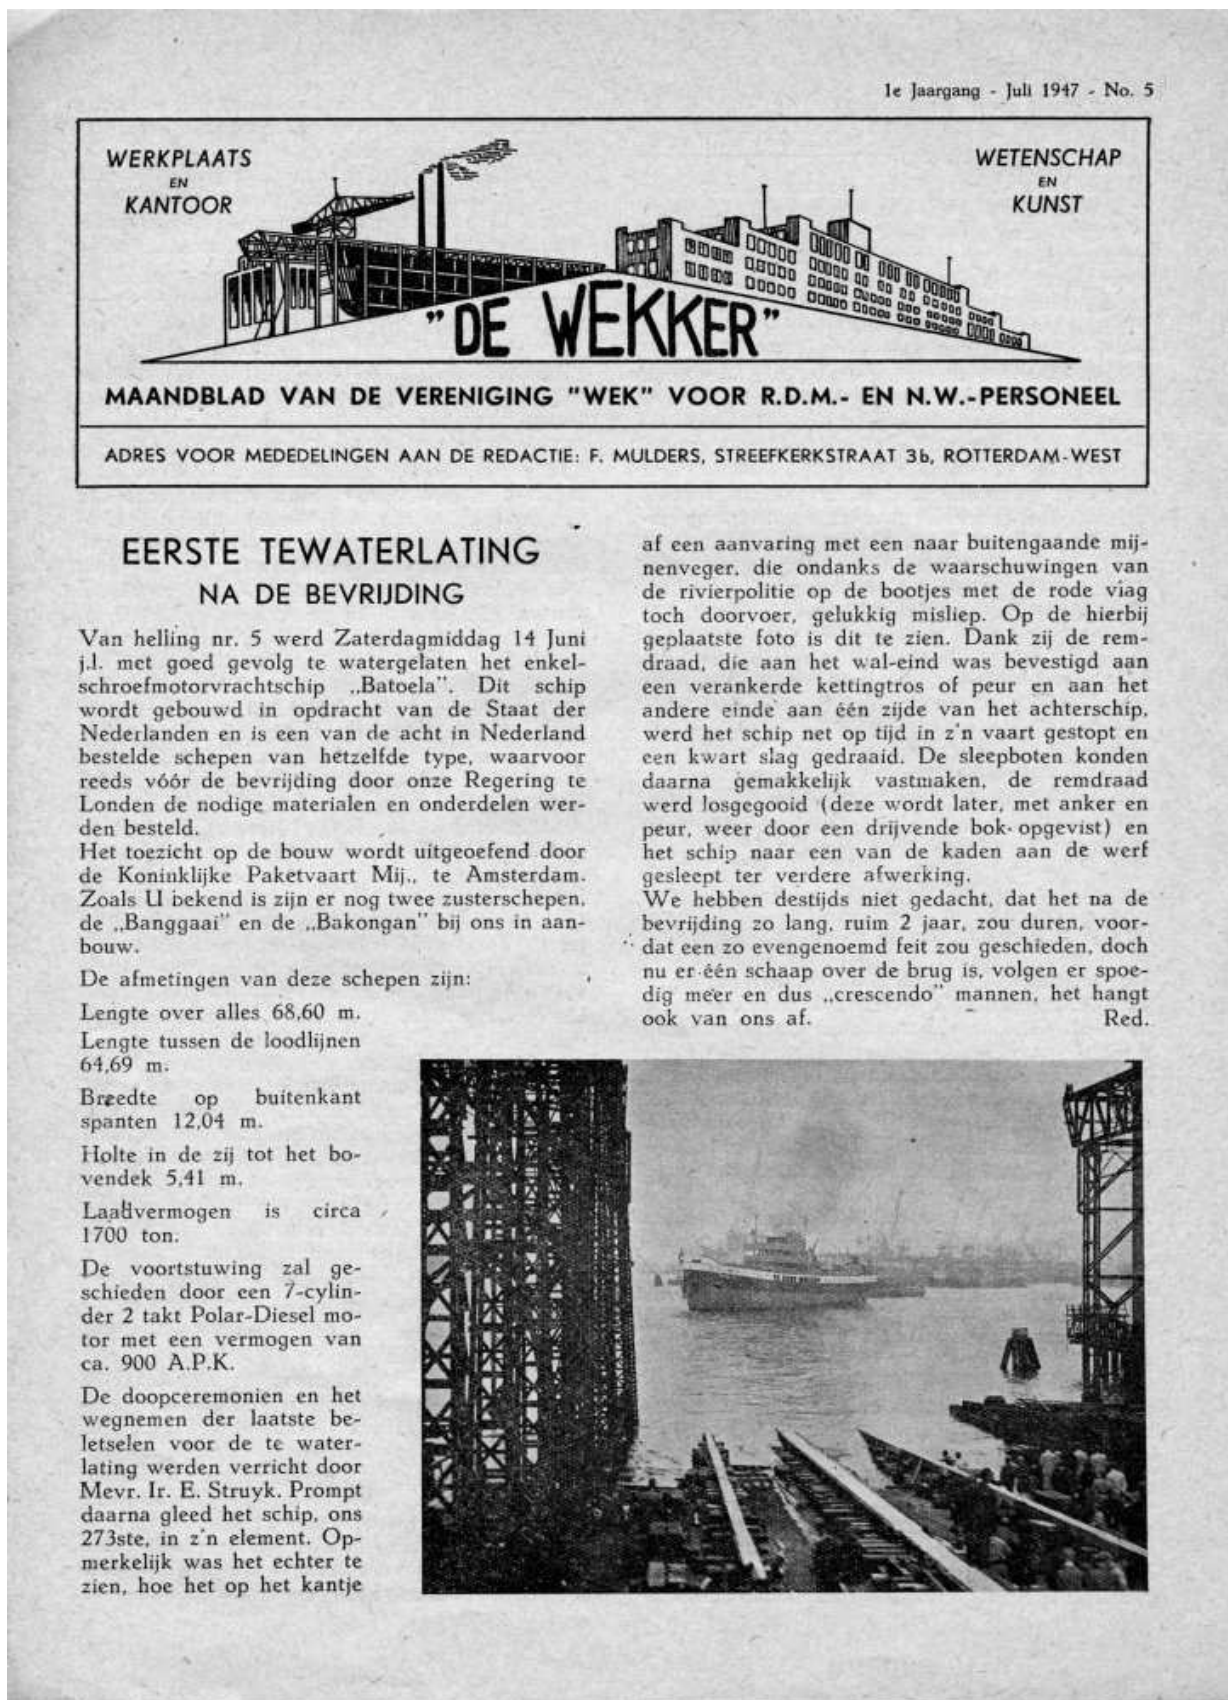 1e Jaargang - Juli 1947 - No. 5
WERKPLAATS
EN
KANTOOR
WETENSCHAP
EN
KUNST
"DE WEKKER"
MAANDBLAD VAN DE VERENIGING "WEK" VOOR R.D.M.- EN N.W.-PERSONEEL
ADRES VOOR MEDEDELINGEN AAN DE REDACTIE: F. MULDERS, STREEFKERKSTRAAT 3b, ROTTERDAM-WEST
EERSTE TEWATERLATING
NA DE BEVRIJDING
Van helling nr. 5 werd Zaterdagmiddag 14 Juni
j.l. met goed gevolg te watergelaten het enkel-
schroefmotorvrachtschip „Batoela". Dit schip
wordt gebouwd in opdracht van de Staat der
Nederlanden en is een van de acht in Nederland
bestelde schepen van hetzelfde type, waarvoor
reeds vóór de bevrijding door onze Regering te
Londen de nodige materialen en onderdelen wer-
den besteld.
Het toezicht op de bouw wordt uitgeoefend door
de Koninklijke Paketvaart Mij., te Amsterdam.
Zoals U bekend is zijn er nog twee zusterschepen,
de „Banggaai" en de „Bakongan" bij ons in aan-
bouw.
De afmetingen van deze schepen zijn:
Lengte over alles 68,60 m.
Lengte tussen de loodlijnen
64,69 m.
Breedte op buitenkant
spanten 12,04 m.
Holte in de zij tot het bo-
vendek 5,41 m.
Laadvermogen is circa
1700 ton.
De voortstuwing zal ge-
schieden door een 7-cylin-
der 2 takt Polar-Diesel mo-
tor met een vermogen van
ca. 900 A.P.K.
De doopceremonien en het
wegnemen der laatste be-
letselen voor de te water-
lating werden verricht door
Mevr. Ir. E. Struyk. Prompt
daarna gleed het schip, ons
273ste, in z'n element. Op-
merkelijk was het echter te
zien, hoe het op het kantje
af een aanvaring met een naar buitengaande mij-
nenveger, die ondanks de waarschuwingen van
de rivierpolitie op de bootjes met de rode vlag
toch doorvoer, gelukkig misliep. Op de hierbij
geplaatste foto is dit te zien. Dank zij de rem-
draad, die aan het wal-eind was bevestigd aan
een verankerde kettingtros of peur en aan het
andere einde aan één zijde van het achterschip,
werd het schip net op tijd in z'n vaart gestopt en
een kwart slag gedraaid. De sleepboten konden
daarna gemakkelijk vastmaken, de remdraad
werd losgegooid (deze wordt later, met anker en
peur, weer door een drijvende bok opgevist) en
het schip naar een van de kaden aan de werf
gesleept ter verdere afwerking.
We hebben destijds niet gedacht, dat het na de
bevrijding zo lang, ruim 2 jaar, zou duren, voor-
dat een zo evengenoemd feit zou geschieden, doch
nu er één schaap over de brug is, volgen er spoe-
dig meer en dus „crescendo" mannen, het hangt
ook van ons af. Red.